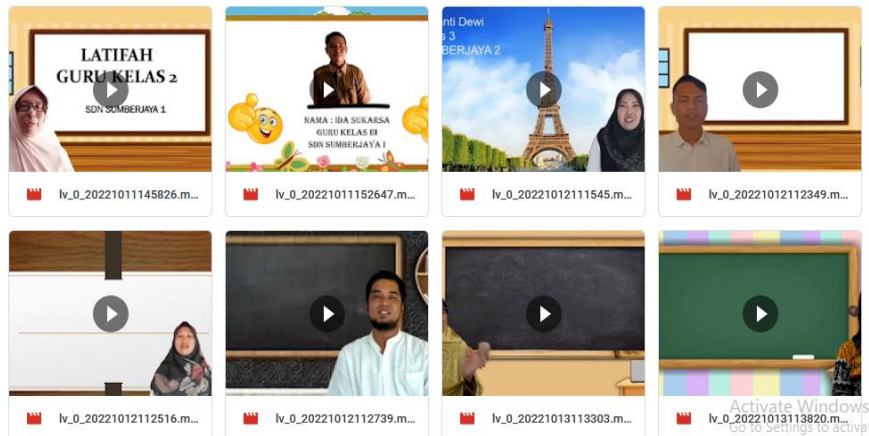 LATIFAH
GURU KELAS 2
SDN SUMBERJAYA 1
NAMA : IDA SUKARSA
GURU KELAS III
SDN SUMBERJAYA I
nti Dewi
s 3
BERJAYA 2
lv_0_20221011145826.m...
lv_0_20221011152647.m...
lv_0_20221012111545.m...
lv_0_20221012112349.m...
lv_0_20221012112516.m...
lv_0_20221012112739.m...
lv_0_20221013113303.m...
lv_0_20221013113820.m...
Activate Windows
Go to Settings to activa